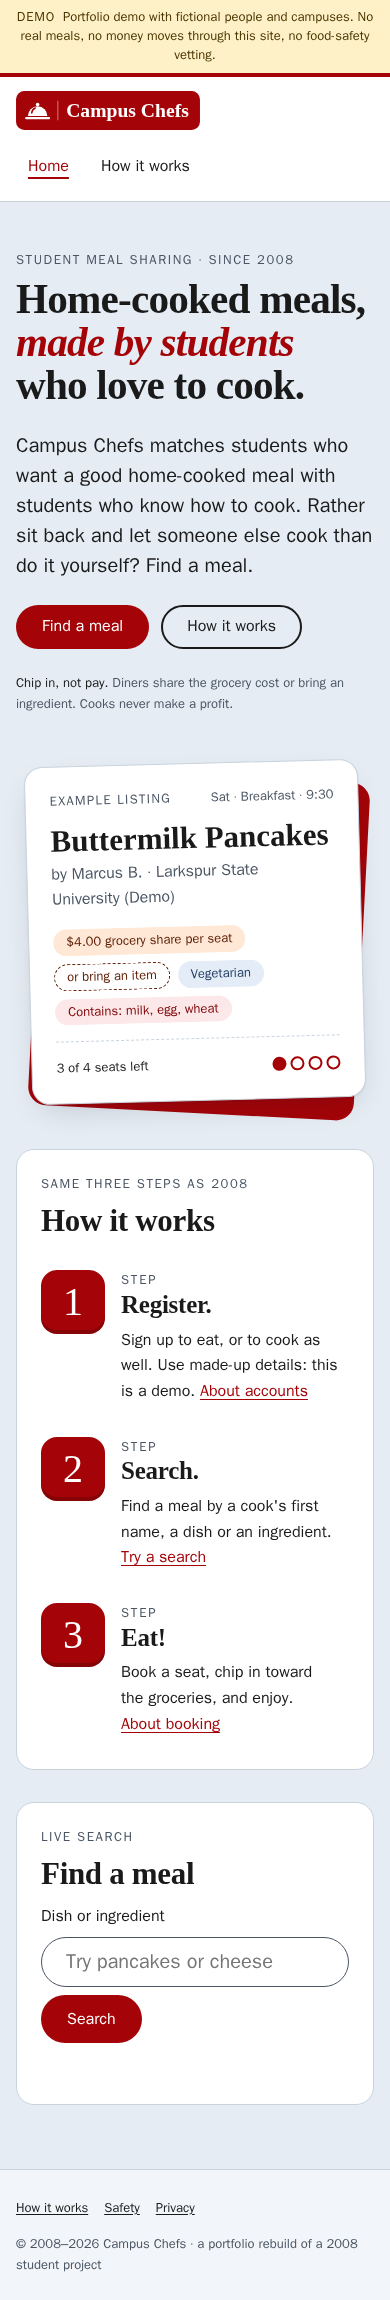 DEMO Portfolio demo with fictional people and campuses. No
real meals, no money moves through this site, no food-safety
vetting.
Campus Chefs
Home How it works
STUDENT MEAL SHARING · SINCE 2008
Home-cooked meals,
made by students
who love to cook.
Campus Chefs matches students who
want a good home-cooked meal with
students who know how to cook. Rather
sit back and let someone else cook than
do it yourself? Find a meal.
Find a meal How it works
Chip in, not pay. Diners share the grocery cost or bring an
ingredient. Cooks never make a profit.
EXAMPLE LISTING Sat · Breakfast · 9:30
Buttermilk Pancakes
by Marcus B. · Larkspur State
University (Demo)
$4.00 grocery share per seat
or bring an item Vegetarian
Contains: milk, egg, wheat
3 of 4 seats left
SAME THREE STEPS AS 2008
How it works
1
STEP
Register.
Sign up to eat, or to cook as
well. Use made-up details: this
is a demo. About accounts
2
STEP
Search.
Find a meal by a cook's first
name, a dish or an ingredient.
Try a search
3
STEP
Eat!
Book a seat, chip in toward
the groceries, and enjoy.
About booking
LIVE SEARCH
Find a meal
Dish or ingredient
Try pancakes or cheese
Search
How it works Safety Privacy
© 2008–2026 Campus Chefs · a portfolio rebuild of a 2008
student project